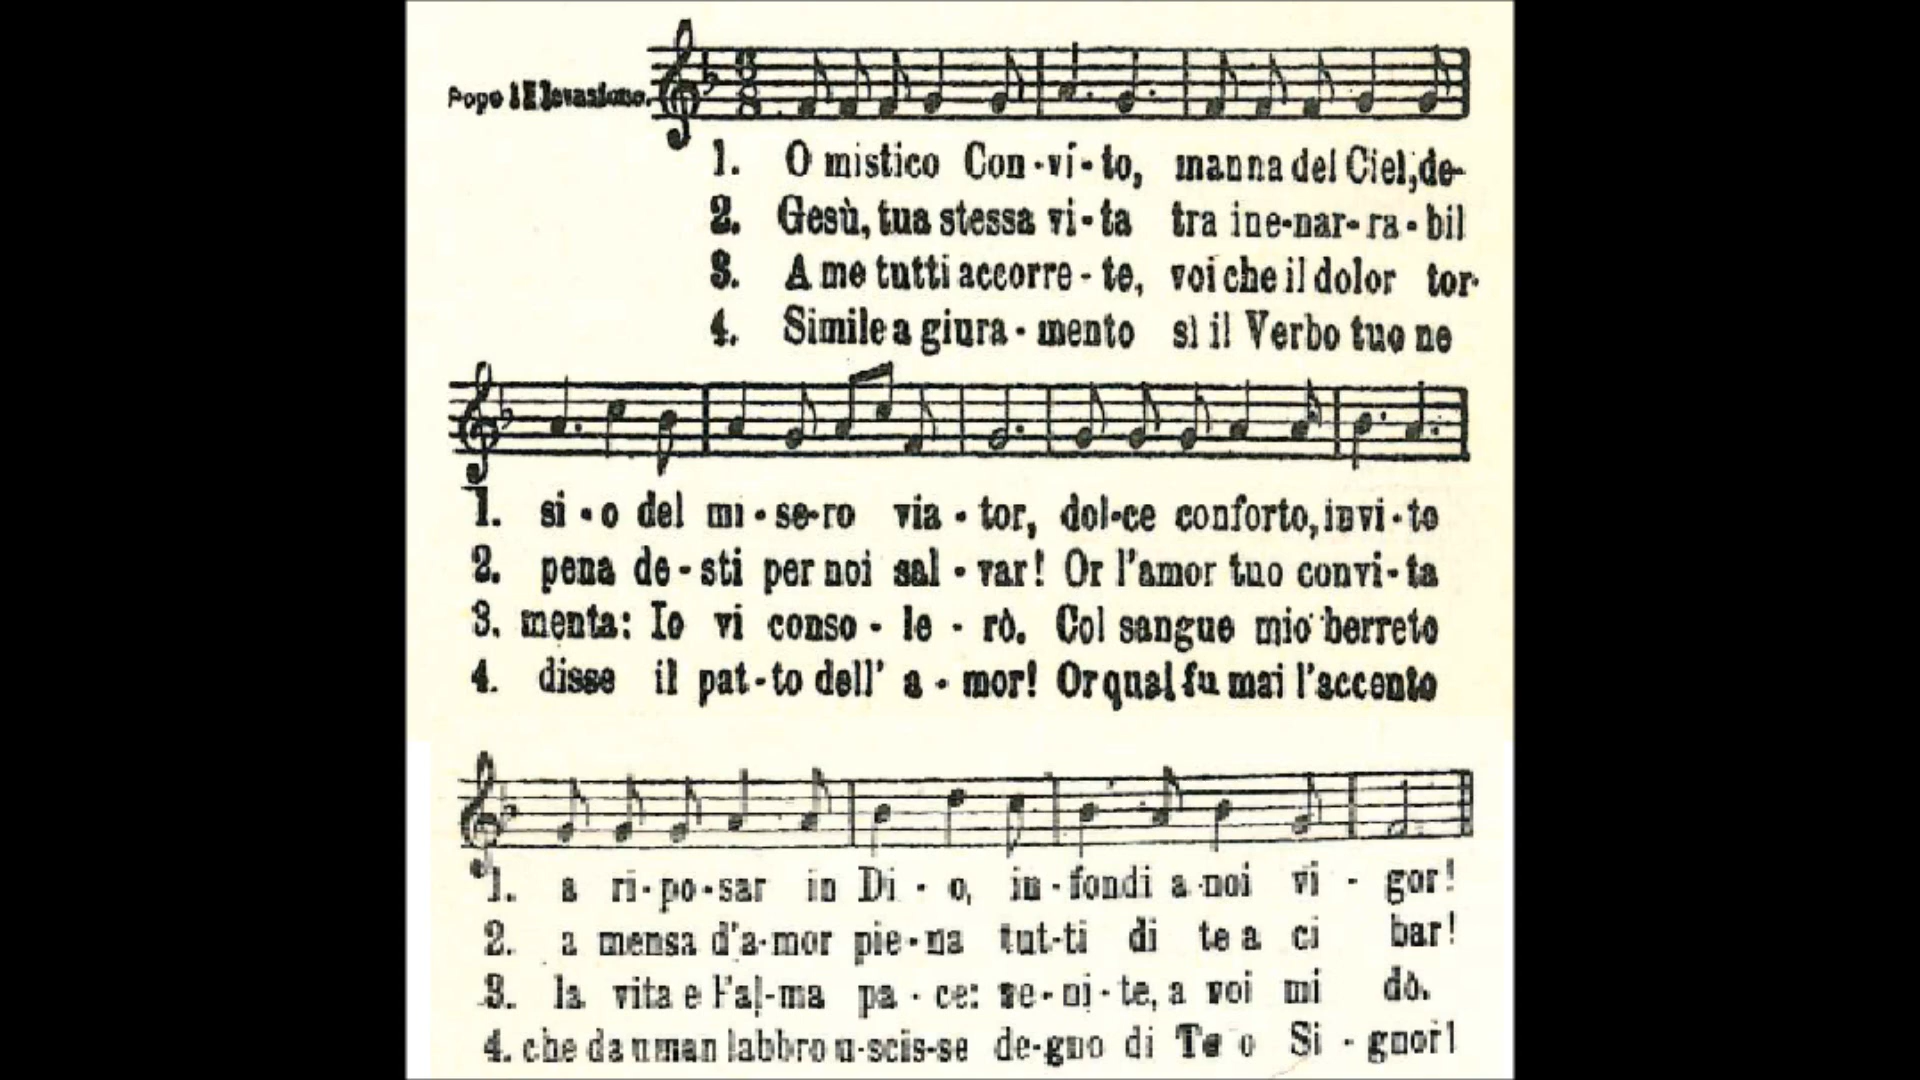 Dopo l'Elevazione.
1. O mistico Con-ví-to, manna del Ciel, de-
2. Gesù, tua stessa vi-ta tra ine-nar-ra-bil
3. A me tutti accorre-te, voi che il dolor tor-
4. Simile a giura-mento sì il Verbo tuo ne
1. si-o del mi-se-ro via-tor, dol-ce conforto, invi-to
2. pena de-sti per noi sal-var! Or l'amor tuo convi-ta
3. menta: Io vi conso-le-rò. Col sangue mio berrete
4. disse il pat-to dell' a-mor! Or qual fu mai l'accento
1. a ri-po-sar in Di-o, in-fondi a noi vi-gor!
2. a mensa d'a-mor pie-na tut-ti di te a ci bar!
3. la vita e l'al-ma pa-ce: ve-ni-te, a voi mi dò.
4. che da uman labbro u-scis-se de-gno di Te o Si-gnor!